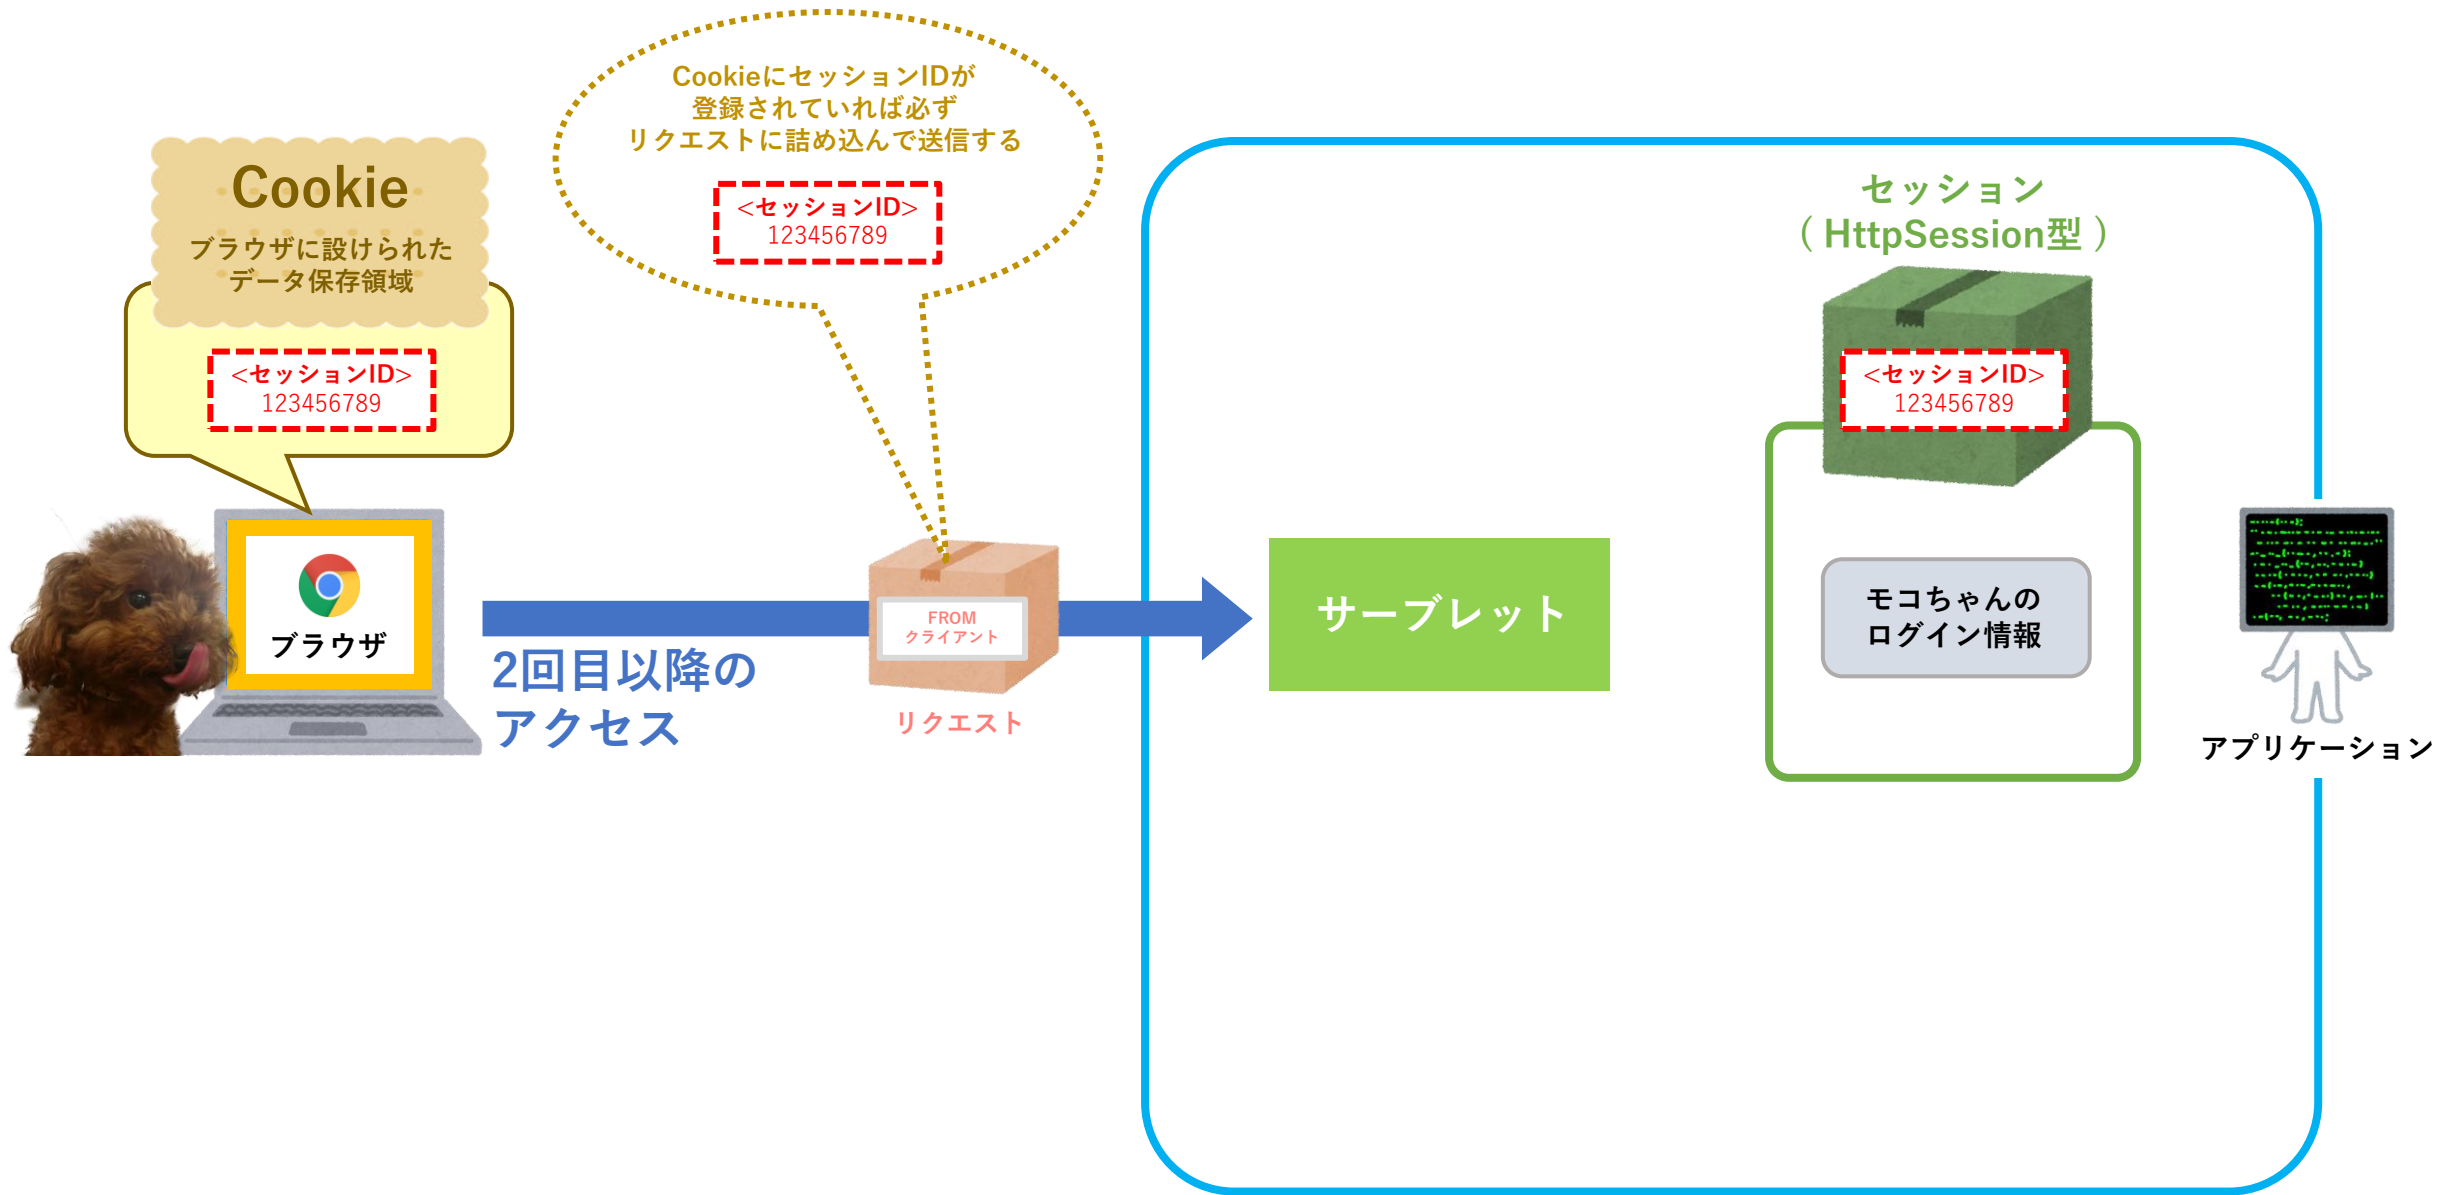 CookieにセッションIDが
登録されていれば必ず
リクエストに詰め込んで送信する
<セッションID>
123456789
Cookie
ブラウザに設けられた
データ保存領域
<セッションID>
123456789
ブラウザ
2回目以降の
アクセス
FROM
クライアント
リクエスト
サーブレット
セッション
( HttpSession型 )
<セッションID>
123456789
モコちゃんの
ログイン情報
アプリケーション